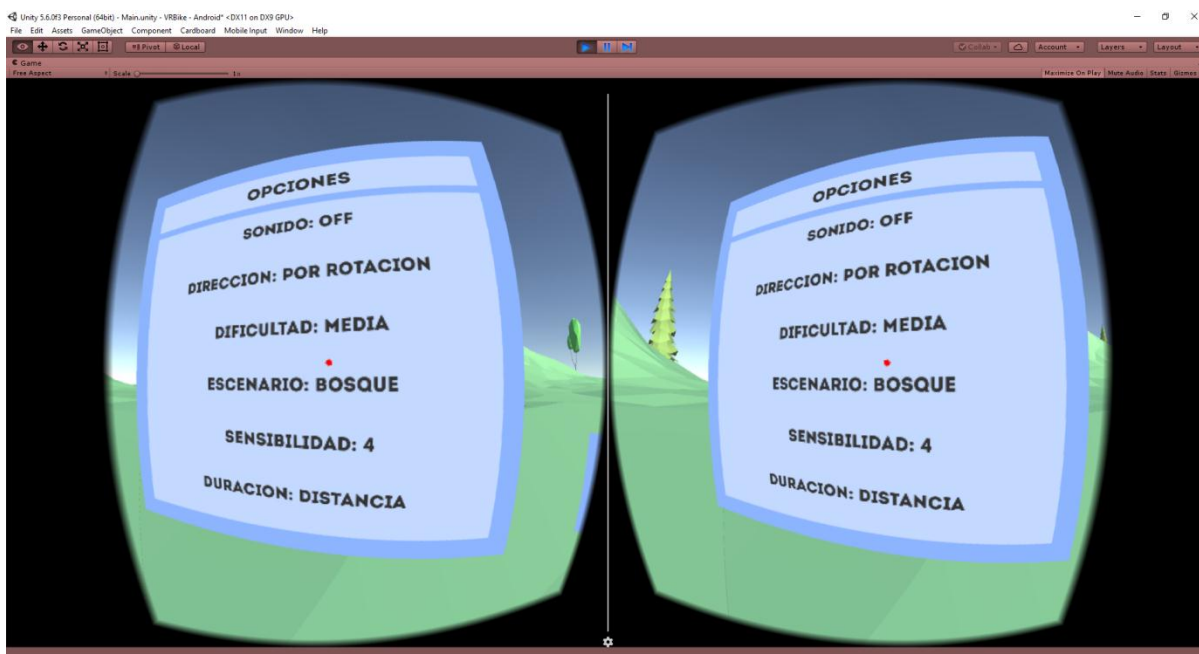 Unity 5.6.0f3 Personal (64bit) - Main.unity - VRBike - Android* <DX11 on DX9 GPU>
File Edit Assets GameObject Component Cardboard Mobile Input Window Help
Pivot Local Collab Account Layers Layout
Game
Free Aspect Scale 1x Maximize On Play Mute Audio Stats Gizmos
OPCIONES
SONIDO: OFF
DIRECCION: POR ROTACION
DIFICULTAD: MEDIA
ESCENARIO: BOSQUE
SENSIBILIDAD: 4
DURACION: DISTANCIA
OPCIONES
SONIDO: OFF
DIRECCION: POR ROTACION
DIFICULTAD: MEDIA
ESCENARIO: BOSQUE
SENSIBILIDAD: 4
DURACION: DISTANCIA